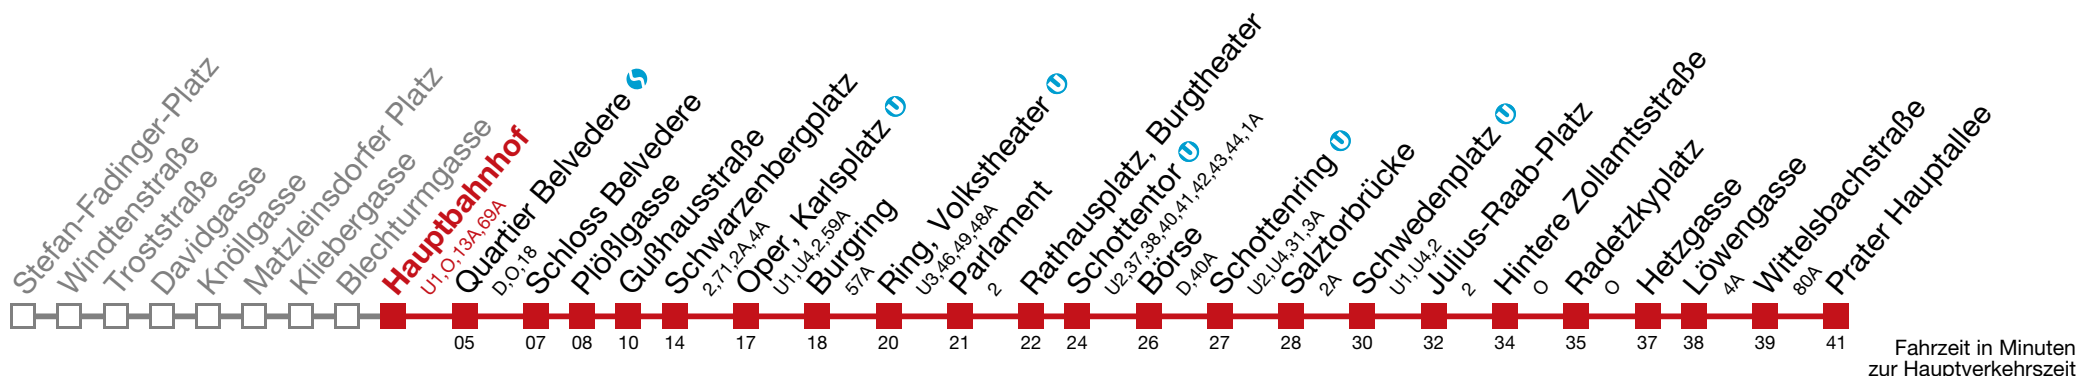 Stefan-Fadinger-Platz
Windtenstraße
Troststraße
Davidgasse
Knöllgasse
Matzleinsdorfer Platz
Kliebergasse
Blechturmgasse
Hauptbahnhof
U1,O,13A,69A
Quartier Belvedere S
D,O,18
Schloss Belvedere
Plößlgasse
Gußhausstraße
Schwarzenbergplatz
2,71,2A,4A
Oper, Karlsplatz U
U1,U4,2,59A
Burgring
57A
Ring, Volkstheater U
U3,46,49,48A
Parlament
2
Rathausplatz, Burgtheater
Schottentor U
U2,37,38,40,41,42,43,44,1A
Börse
D,40A
Schottenring U
U2,U4,31,3A
Salztorbrücke
2A
Schwedenplatz U
U1,U4,2
Julius-Raab-Platz
2
Hintere Zollamtsstraße
O
Radetzkyplatz
O
Hetzgasse
Löwengasse
4A
Wittelsbachstraße
80A
Prater Hauptallee
05 07 08 10 14 17 18 20 21 22 24 26 27 28 30 32 34 35 37 38 39 41
Fahrzeit in Minuten
zur Hauptverkehrszeit